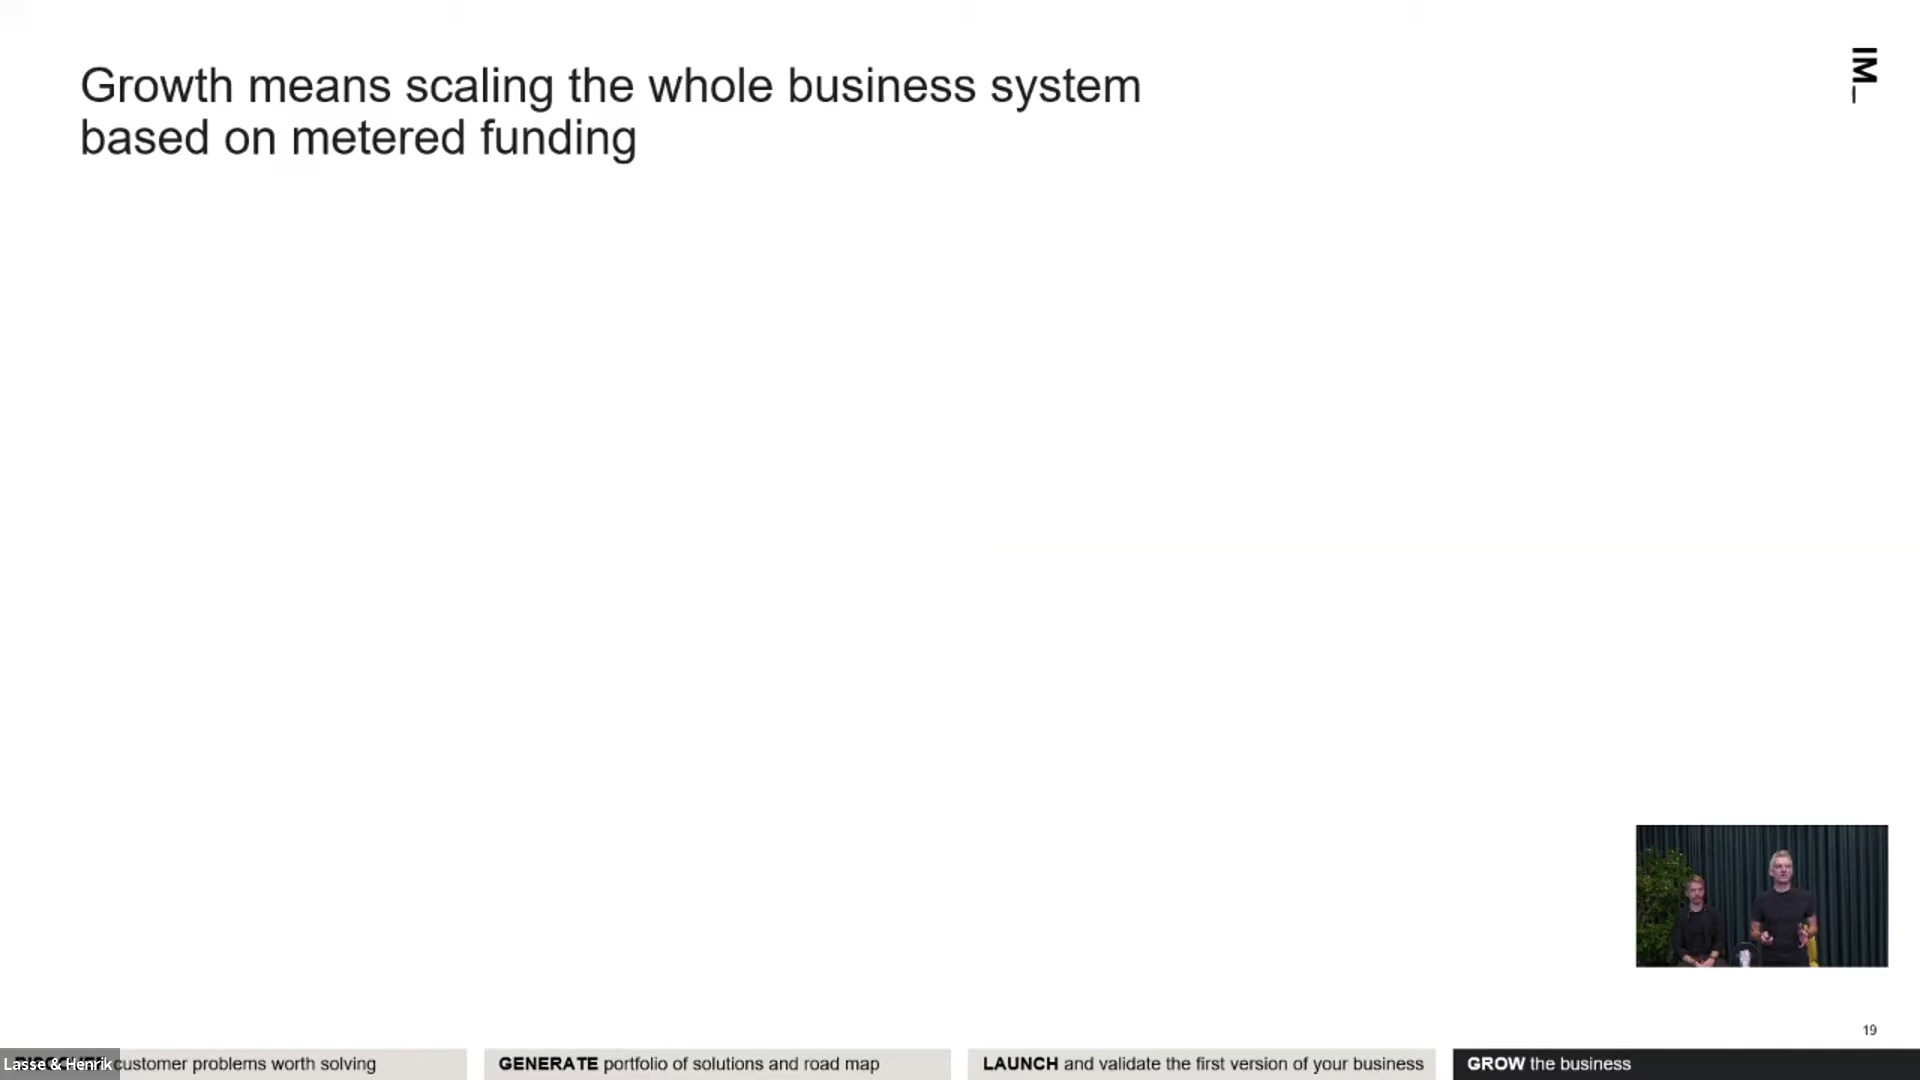 Growth means scaling the whole business system
based on metered funding
IM_
19
Lasse & Henrik customer problems worth solving
GENERATE portfolio of solutions and road map
LAUNCH and validate the first version of your business
GROW the business